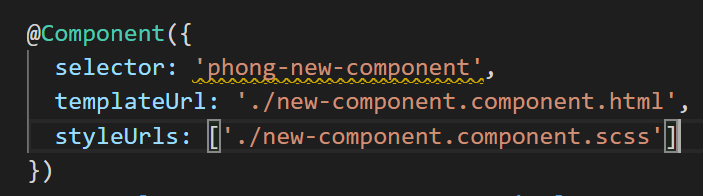 @Component({
selector: 'phong-new-component',
templateUrl: './new-component.component.html',
styleUrls: ['./new-component.component.scss']
})